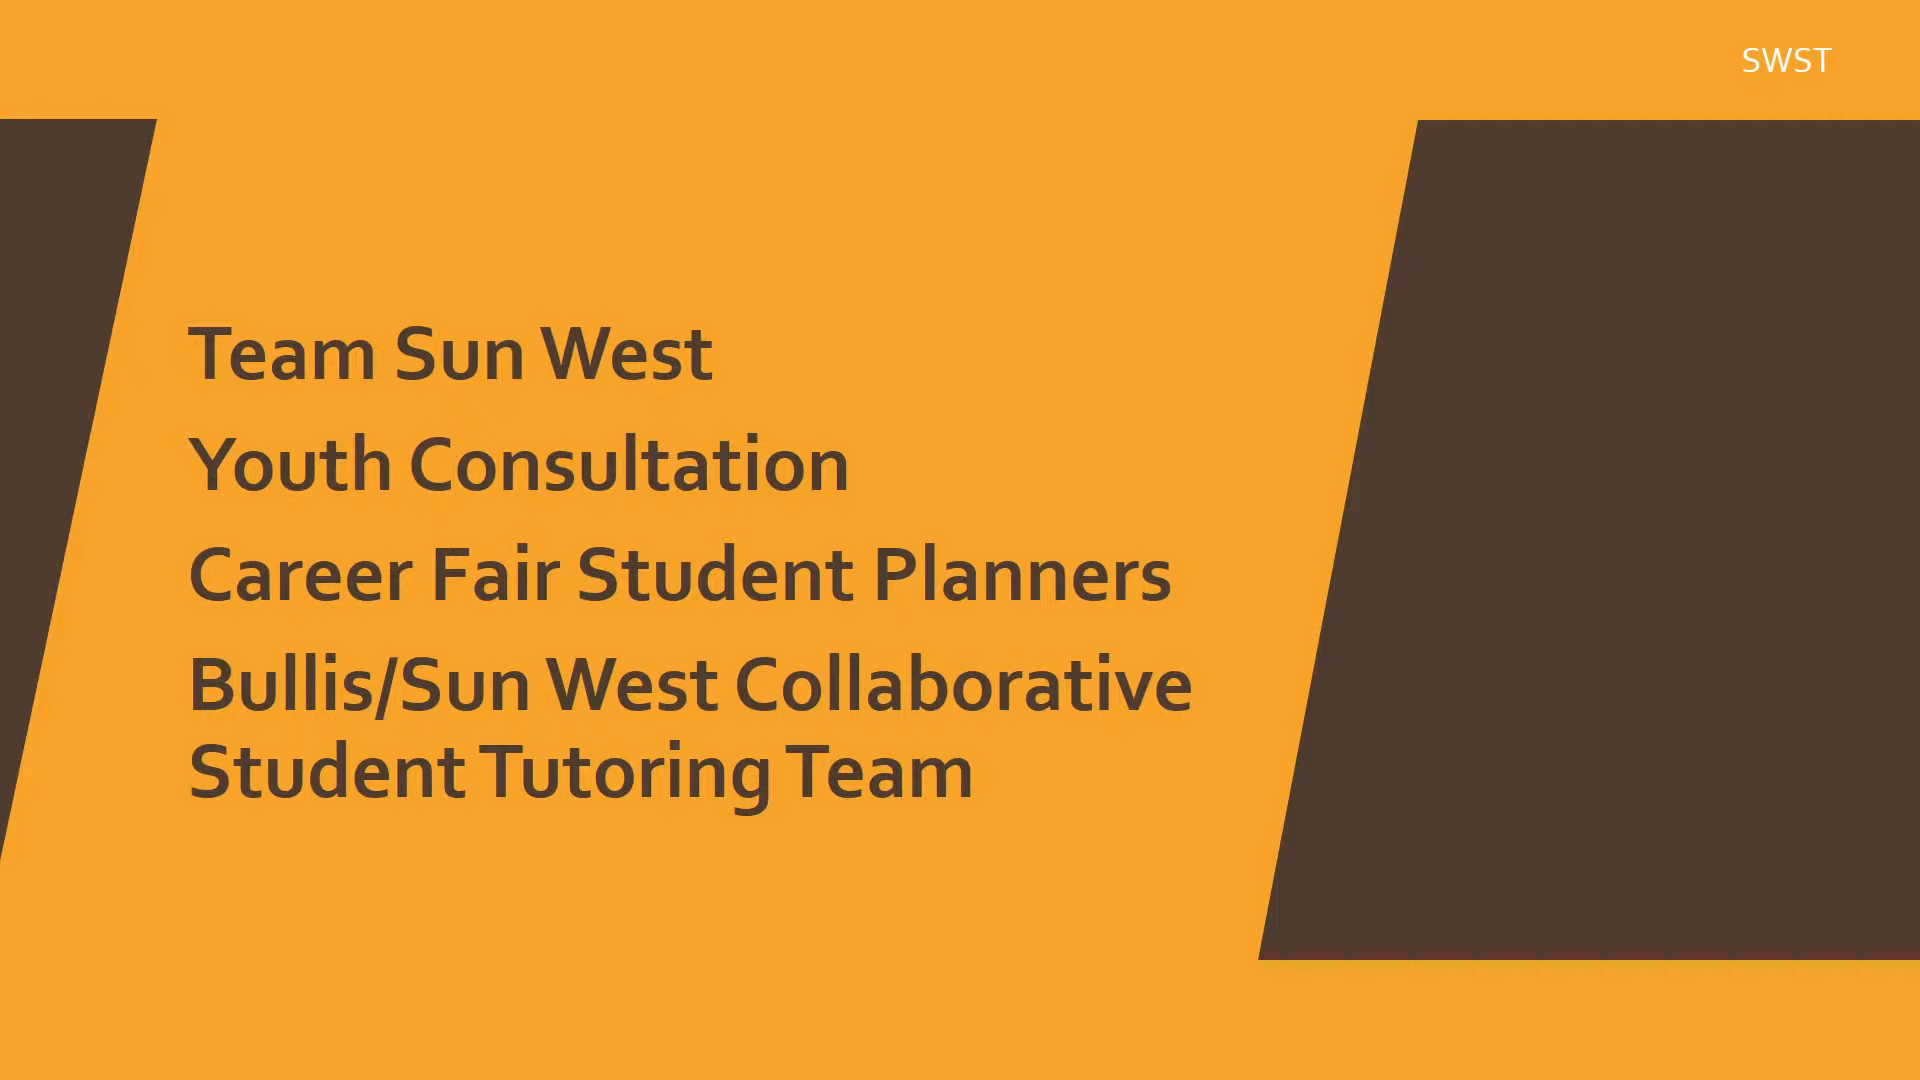 SWST
Team Sun West
Youth Consultation
Career Fair Student Planners
Bullis/Sun West Collaborative
Student Tutoring Team